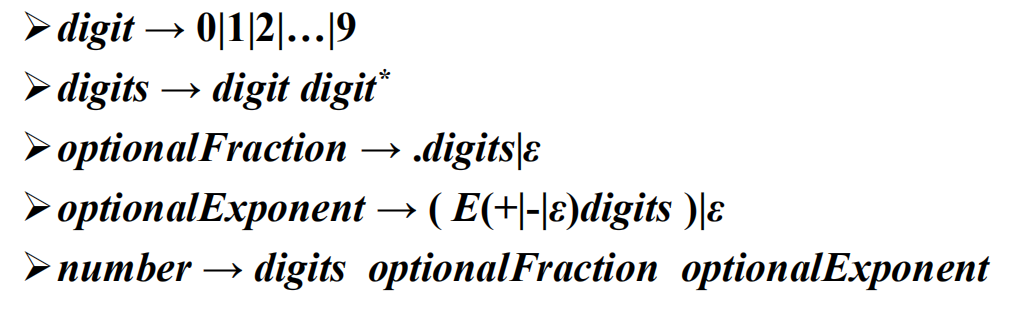 ➢ digit → 0|1|2|…|9
➢ digits → digit digit*
➢ optionalFraction → .digits|ε
➢ optionalExponent → ( E(+|-|ε)digits )|ε
➢ number → digits optionalFraction optionalExponent